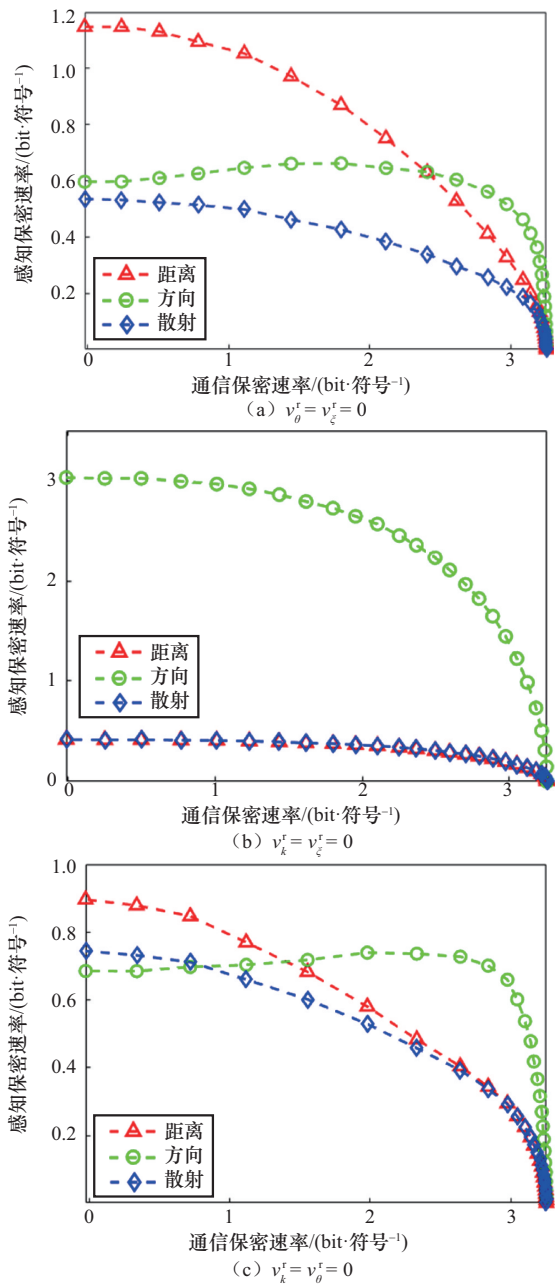 1.2
1.0
0.8
0.6
0.4
0.2
感知保密速率/(bit·符号⁻¹)
距离
方向
散射
0 1 2 3
通信保密速率/(bit·符号⁻¹)
(a) v_θ^r = v_ξ^r = 0
3
2
1
0
感知保密速率/(bit·符号⁻¹)
距离
方向
散射
0 1 2 3
通信保密速率/(bit·符号⁻¹)
(b) v_k^r = v_ξ^r = 0
1.0
0.8
0.6
0.4
0.2
感知保密速率/(bit·符号⁻¹)
距离
方向
散射
0 1 2 3
通信保密速率/(bit·符号⁻¹)
(c) v_k^r = v_θ^r = 0